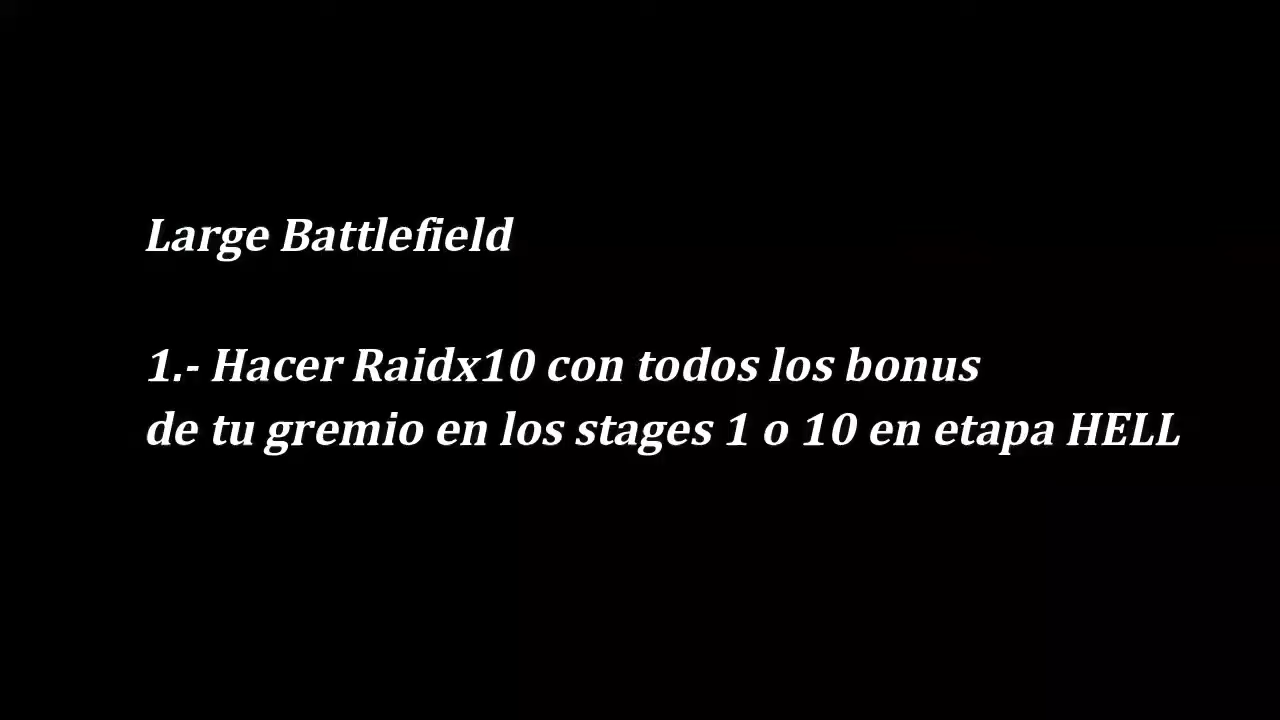 Large Battlefield
1.- Hacer Raidx10 con todos los bonus
de tu gremio en los stages 1 o 10 en etapa HELL